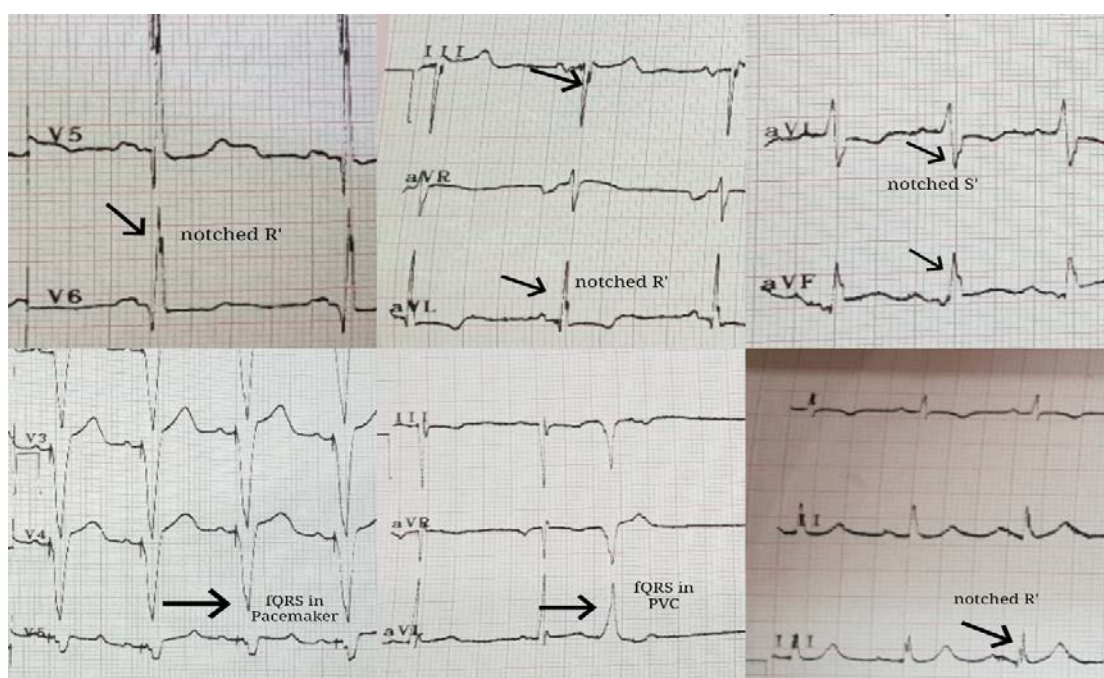 V5
notched R'
V6
III
aVR
notched R'
aVL
aVL
notched S'
aVF
V3
V4
fQRS in
Pacemaker
V5
III
aVR
fQRS in
PVC
aVL
I
II
notched R'
III